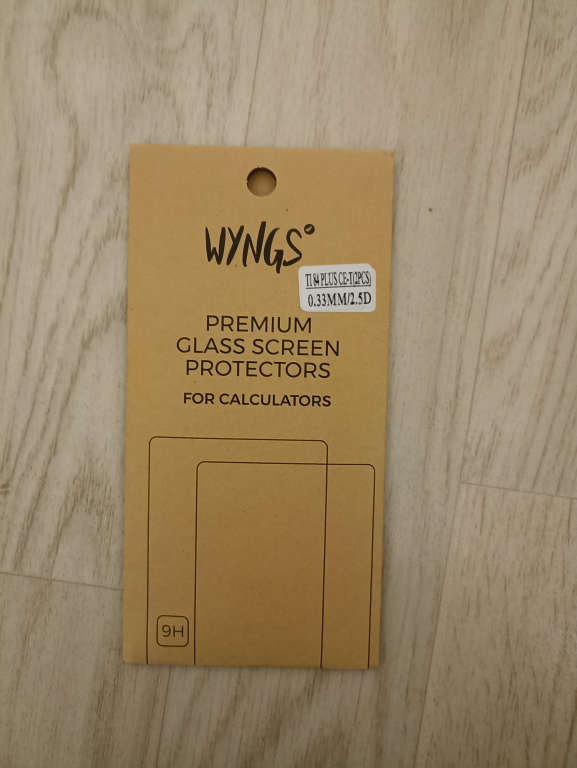 WYNGS°
TI 84 PLUS CE-T(2PCS)
0.33MM/2.5D
PREMIUM
GLASS SCREEN
PROTECTORS
FOR CALCULATORS
9H